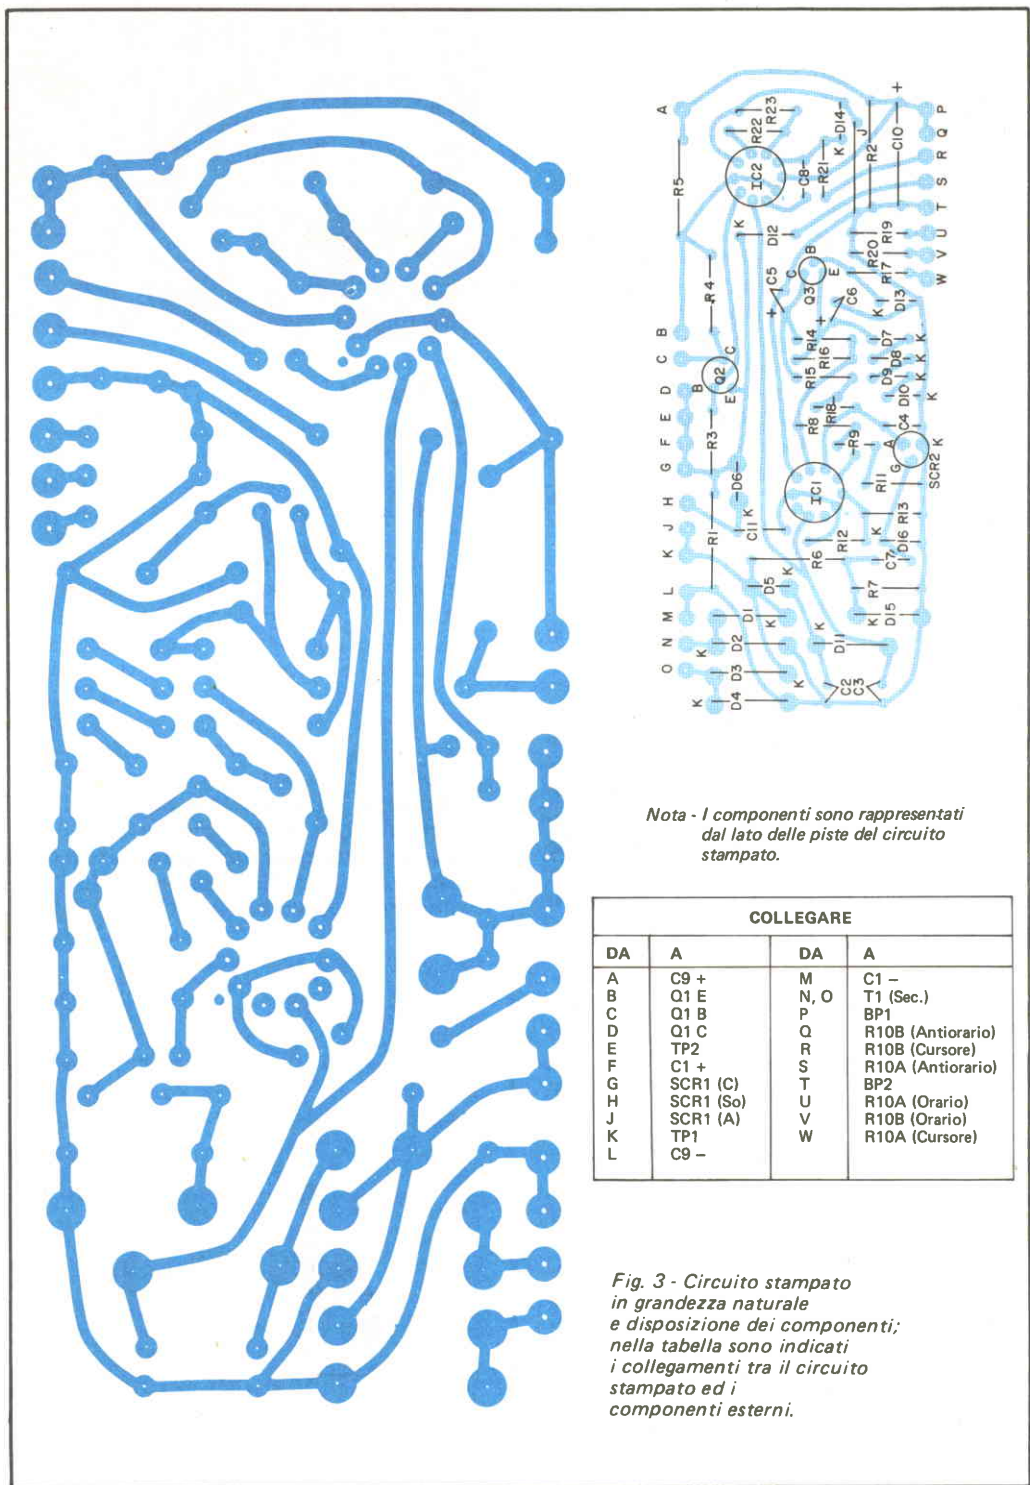 A
B
C
D
E
F
G
H
J
K
L
M
N
O
P
Q
R
S
T
U
V
W
R5
R22
R23
IC2
C8
R21
K
D14
J
R2
C10
+
K
D12
R4
C5
+
C
B
Q3
E
+
C6
R20
R19
R17
K
D13
B
Q2
C
E
R14
R16
R15
D7
K
D8
K
D9
K
D10
K
R3
R8
R18
R9
C4
A
G
K
SCR2
D6
K
IC1
R11
R1
C11
R12
K
R13
D16
R6
C7
K
D5
R7
D1
K
K
D15
K
D2
K
D11
D3
K
D4
K
C2
C3
Nota - I componenti sono rappresentati
dal lato delle piste del circuito
stampato.
COLLEGARE
DA A DA A
A C9 + M C1 –
B Q1 E N, O T1 (Sec.)
C Q1 B P BP1
D Q1 C Q R10B (Antiorario)
E TP2 R R10B (Cursore)
F C1 + S R10A (Antiorario)
G SCR1 (C) T BP2
H SCR1 (So) U R10A (Orario)
J SCR1 (A) V R10B (Orario)
K TP1 W R10A (Cursore)
L C9 –
Fig. 3 - Circuito stampato
in grandezza naturale
e disposizione dei componenti;
nella tabella sono indicati
i collegamenti tra il circuito
stampato ed i
componenti esterni.